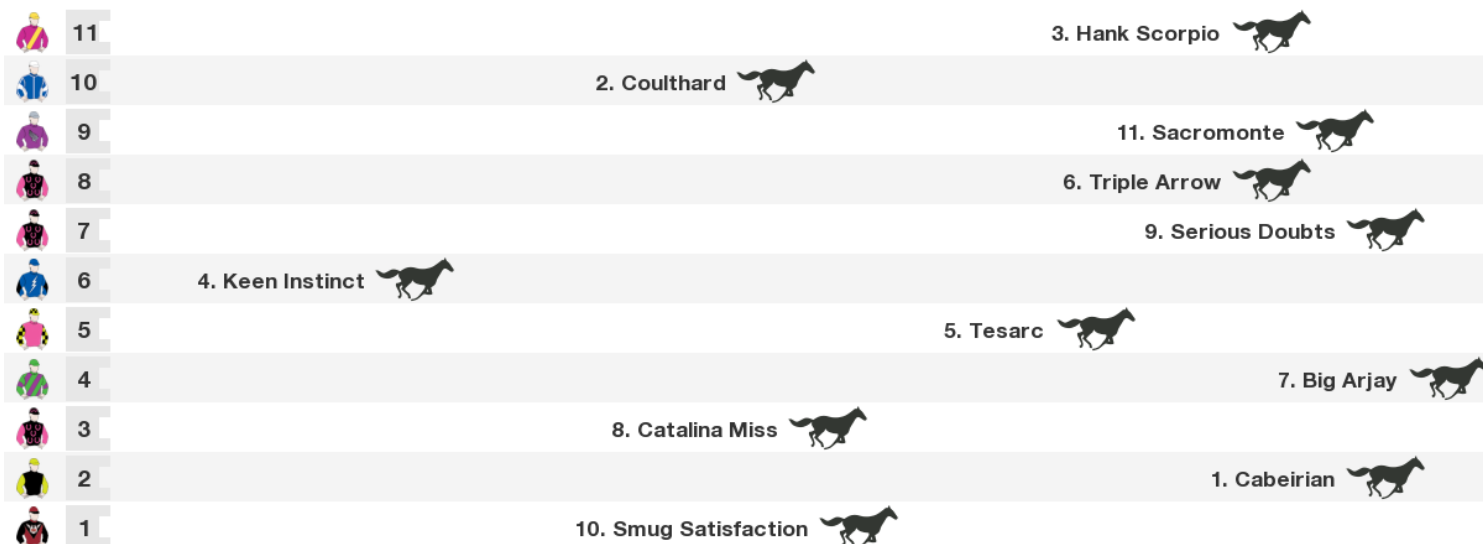 11 3. Hank Scorpio
10 2. Coulthard
9 11. Sacromonte
8 6. Triple Arrow
7 9. Serious Doubts
6 4. Keen Instinct
5 5. Tesarc
4 7. Big Arjay
3 8. Catalina Miss
2 1. Cabeirian
1 10. Smug Satisfaction